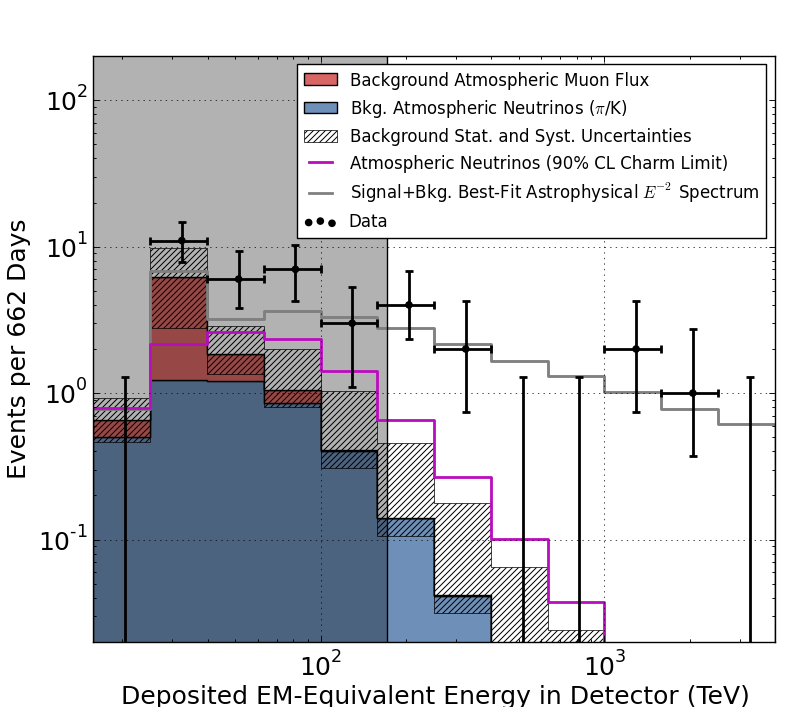 Background Atmospheric Muon Flux
Bkg. Atmospheric Neutrinos (π/K)
Background Stat. and Syst. Uncertainties
Atmospheric Neutrinos (90% CL Charm Limit)
Signal+Bkg. Best-Fit Astrophysical E⁻² Spectrum
Data
Events per 662 Days
10²
10¹
10⁰
10⁻¹
10² 10³
Deposited EM-Equivalent Energy in Detector (TeV)